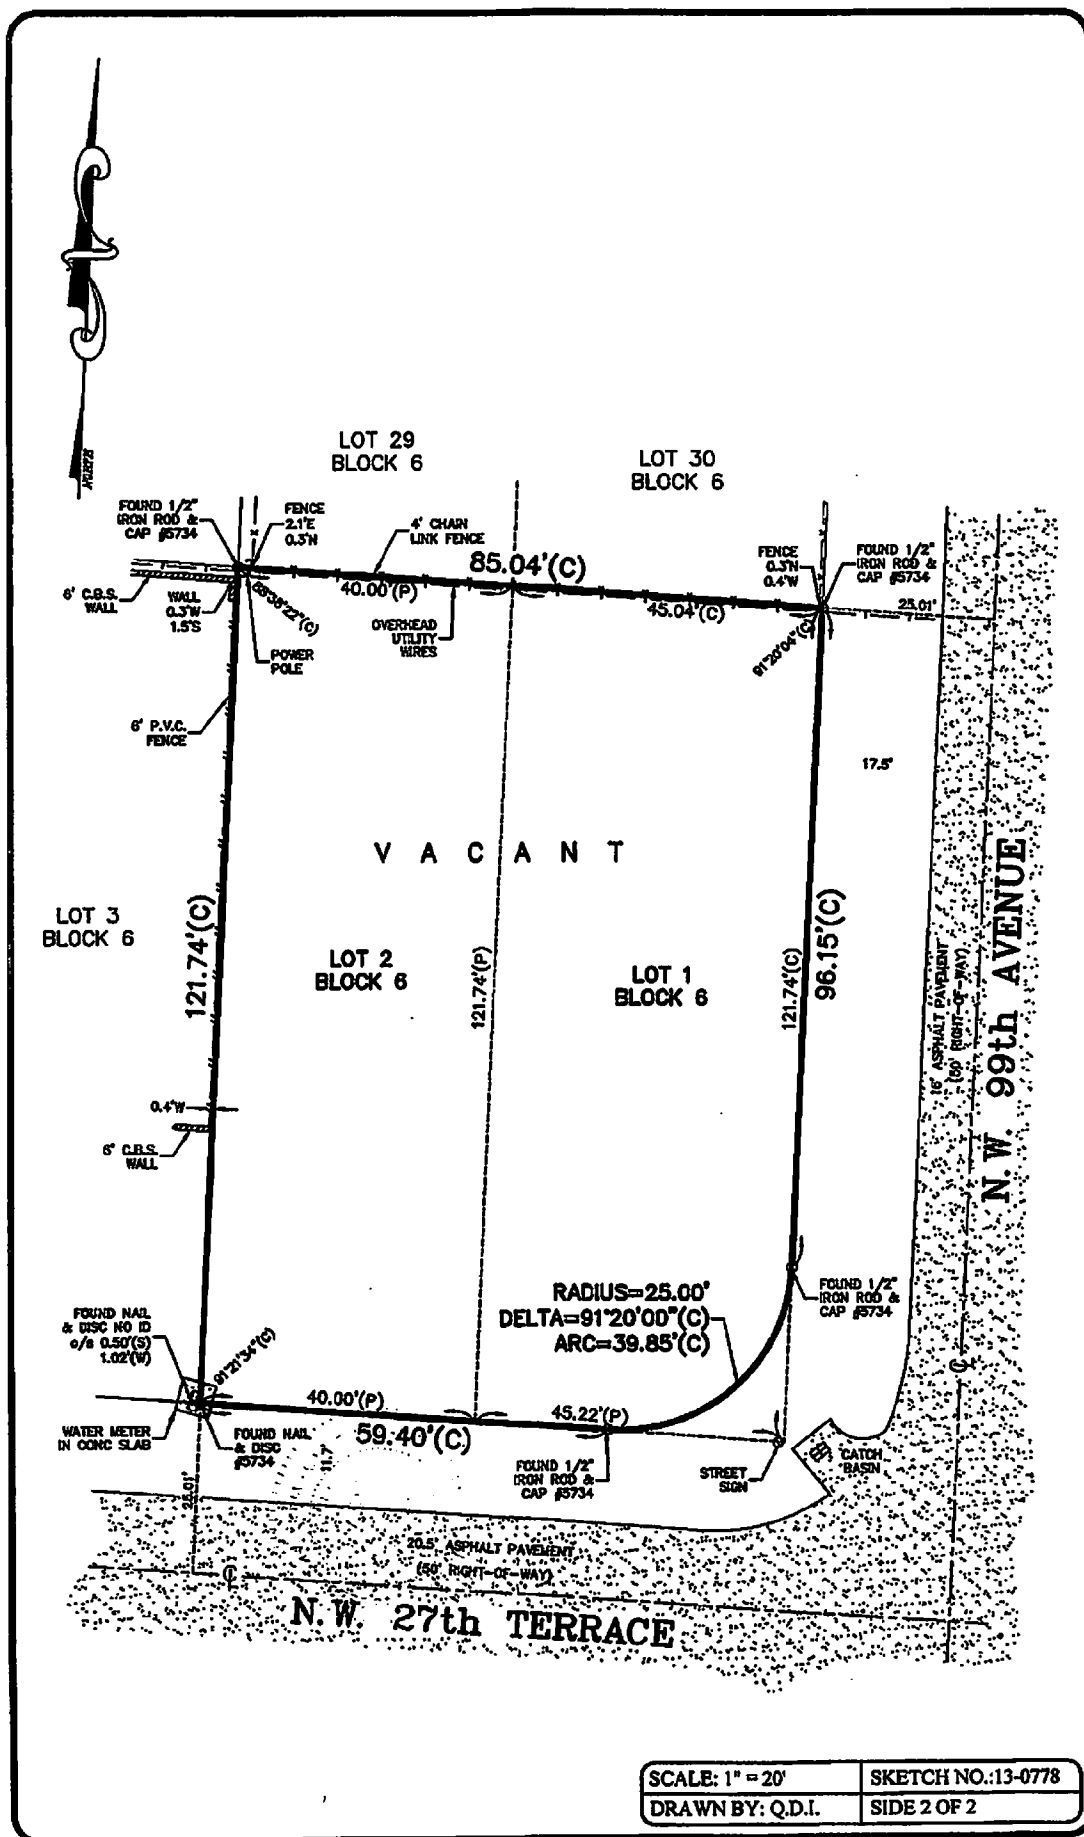 NORTH
LOT 29
BLOCK 6
LOT 30
BLOCK 6
FOUND 1/2"
IRON ROD &
CAP #5734
FENCE
2.1'E
0.3'N
4' CHAIN
LINK FENCE
85.04'(C)
FENCE
0.3'N
0.4'W
FOUND 1/2"
IRON ROD &
CAP #5734
6' C.B.S.
WALL
WALL
0.3'W
1.5'S
88°38'22"(C)
40.00'(P)
45.04'(C)
25.01'
OVERHEAD
UTILITY
WIRES
POWER
POLE
91°20'04"(C)
6' P.V.C.
FENCE
17.5'
V A C A N T
LOT 3
BLOCK 6
121.74'(C)
LOT 2
BLOCK 6
121.74'(P)
LOT 1
BLOCK 6
121.74'(C)
96.15'(C)
16' ASPHALT PAVEMENT
(50' RIGHT-OF-WAY)
N.W. 99th AVENUE
0.4'W
6' C.B.S.
WALL
RADIUS=25.00'
DELTA=91°20'00"(C)
ARC=39.85'(C)
FOUND 1/2"
IRON ROD &
CAP #5734
FOUND NAIL
& DISC NO ID
o/s 0.50'(S)
1.02'(W)
91°21'34"(C)
40.00'(P)
45.22'(P)
59.40'(C)
WATER METER
IN CONC SLAB
FOUND NAIL
& DISC
#5734
11.7'
25.01'
FOUND 1/2"
IRON ROD &
CAP #5734
STREET
SIGN
CATCH
BASIN
20.5' ASPHALT PAVEMENT
(50' RIGHT-OF-WAY)
N.W. 27th TERRACE
SCALE: 1" = 20'
SKETCH NO.:13-0778
DRAWN BY: Q.D.I.
SIDE 2 OF 2